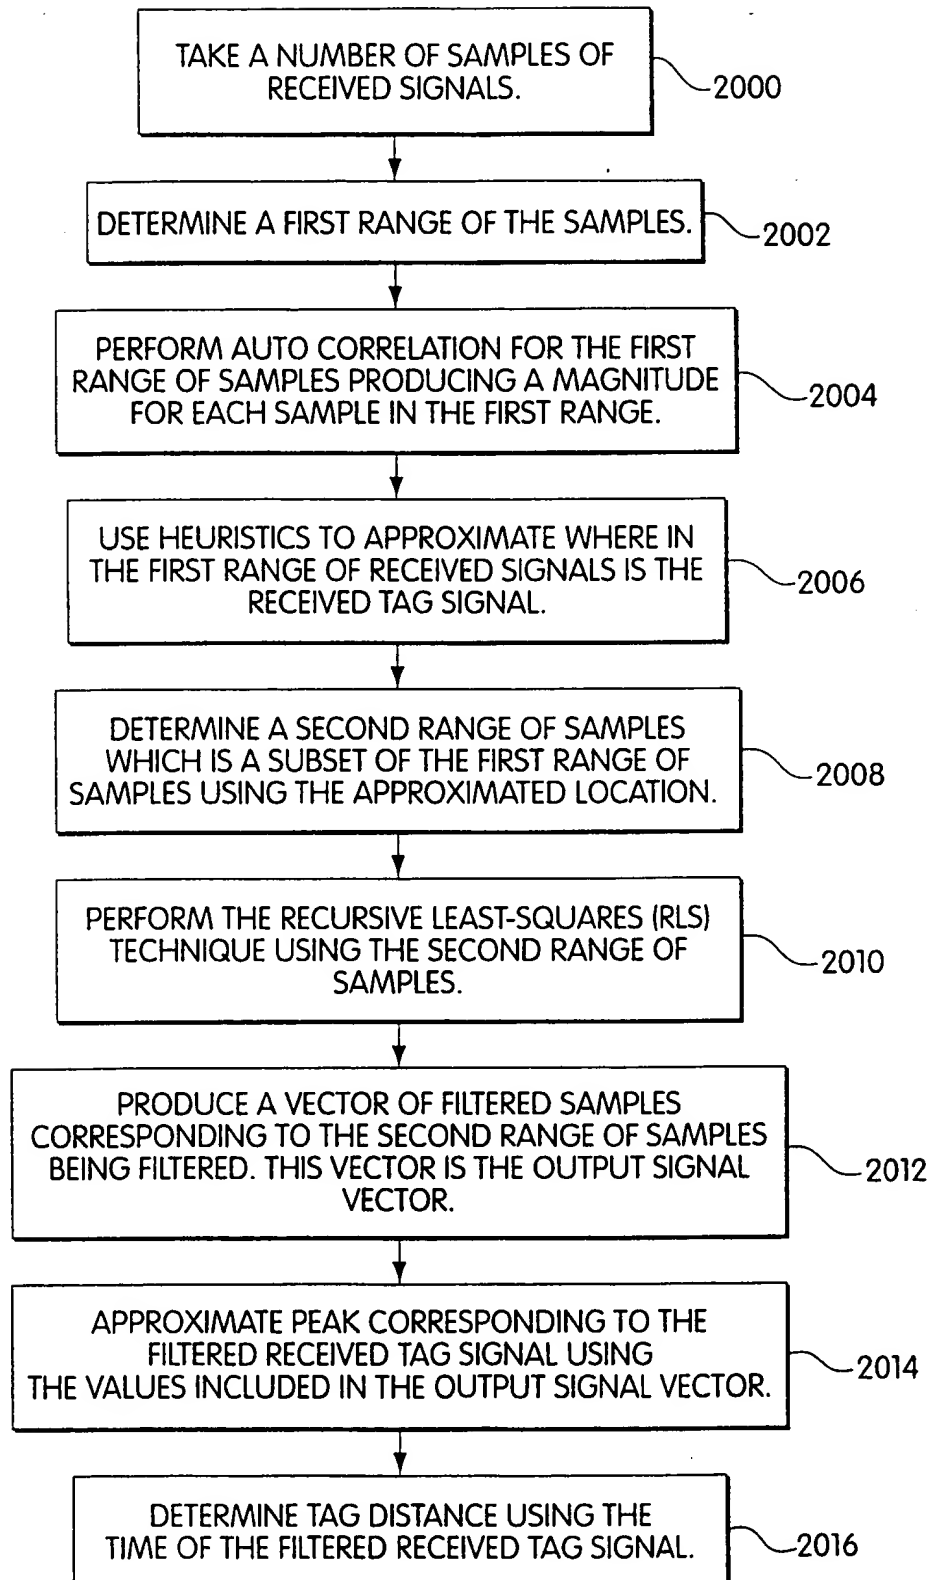 TAKE A NUMBER OF SAMPLES OF
RECEIVED SIGNALS.
2000
DETERMINE A FIRST RANGE OF THE SAMPLES.
2002
PERFORM AUTO CORRELATION FOR THE FIRST
RANGE OF SAMPLES PRODUCING A MAGNITUDE
FOR EACH SAMPLE IN THE FIRST RANGE.
2004
USE HEURISTICS TO APPROXIMATE WHERE IN
THE FIRST RANGE OF RECEIVED SIGNALS IS THE
RECEIVED TAG SIGNAL.
2006
DETERMINE A SECOND RANGE OF SAMPLES
WHICH IS A SUBSET OF THE FIRST RANGE OF
SAMPLES USING THE APPROXIMATED LOCATION.
2008
PERFORM THE RECURSIVE LEAST-SQUARES (RLS)
TECHNIQUE USING THE SECOND RANGE OF
SAMPLES.
2010
PRODUCE A VECTOR OF FILTERED SAMPLES
CORRESPONDING TO THE SECOND RANGE OF SAMPLES
BEING FILTERED. THIS VECTOR IS THE OUTPUT SIGNAL
VECTOR.
2012
APPROXIMATE PEAK CORRESPONDING TO THE
FILTERED RECEIVED TAG SIGNAL USING
THE VALUES INCLUDED IN THE OUTPUT SIGNAL VECTOR.
2014
DETERMINE TAG DISTANCE USING THE
TIME OF THE FILTERED RECEIVED TAG SIGNAL.
2016